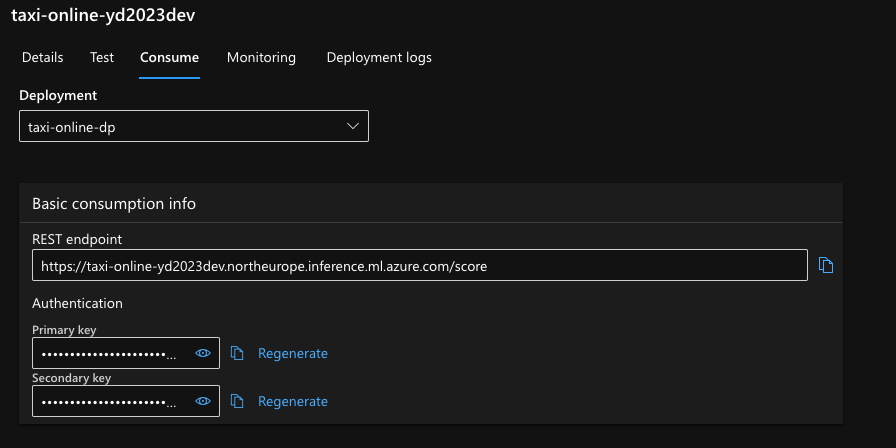 taxi-online-yd2023dev
Details Test Consume Monitoring Deployment logs
Deployment
taxi-online-dp
Basic consumption info
REST endpoint
https://taxi-online-yd2023dev.northeurope.inference.ml.azure.com/score
Authentication
Primary key
••••••••••••••••••••••... Regenerate
Secondary key
••••••••••••••••••••••... Regenerate